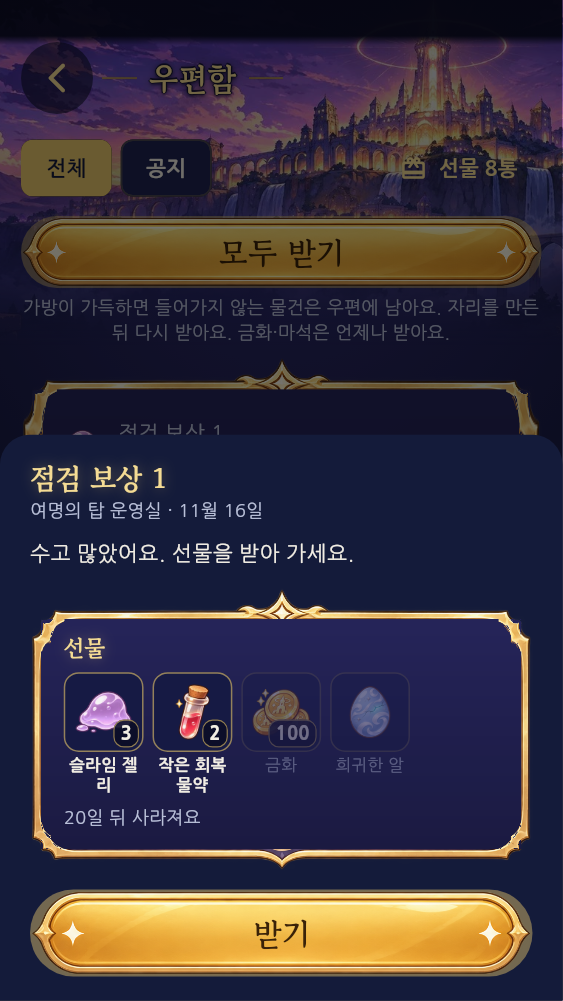 우편함
전체
공지
선물 8통
모두 받기
가방이 가득하면 들어가지 않는 물건은 우편에 남아요. 자리를 만든
뒤 다시 받아요. 금화·마석은 언제나 받아요.
점검 보상 1
점검 보상 1
여명의 탑 운영실 · 11월 16일
수고 많았어요. 선물을 받아 가세요.
선물
3
2
100
슬라임 젤
리
작은 회복
물약
금화
희귀한 알
20일 뒤 사라져요
받기